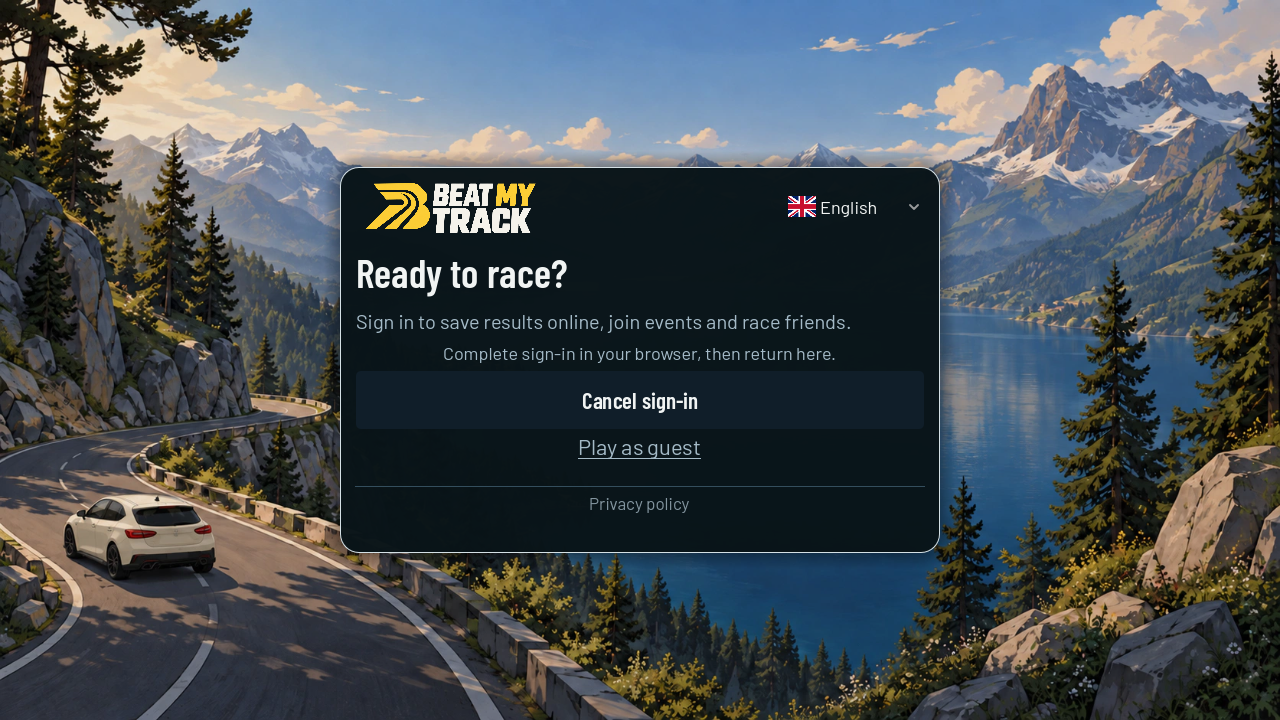 BEAT MY
TRACK
English
Ready to race?
Sign in to save results online, join events and race friends.
Complete sign-in in your browser, then return here.
Cancel sign-in
Play as guest
Privacy policy